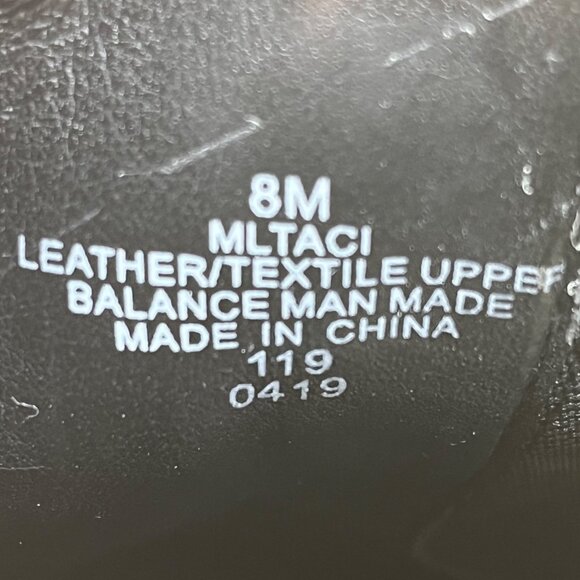 8M
MLTACI
LEATHER/TEXTILE UPPER
BALANCE MAN MADE
MADE IN CHINA
119
0419